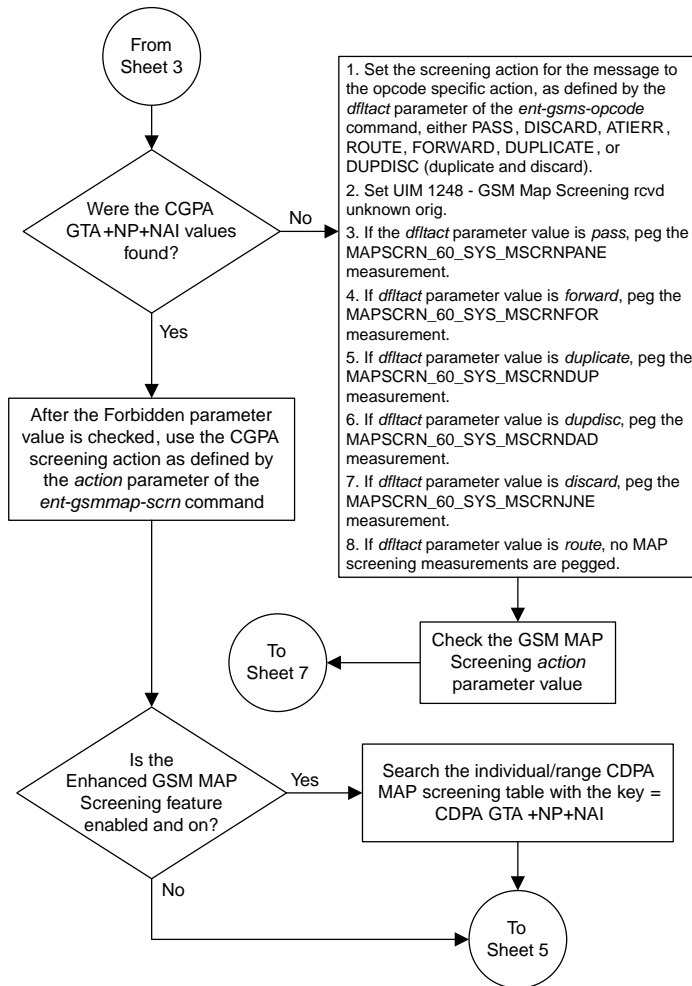 From
Sheet 3
Were the CGPA
GTA +NP+NAI values
found?
No
Yes
1. Set the screening action for the message to
the opcode specific action, as defined by the
dfltact parameter of the ent-gsms-opcode
command, either PASS, DISCARD, ATIERR,
ROUTE, FORWARD, DUPLICATE, or
DUPDISC (duplicate and discard).
2. Set UIM 1248 - GSM Map Screening rcvd
unknown orig.
3. If the dfltact parameter value is pass, peg the
MAPSCRN_60_SYS_MSCRNPANE
measurement.
4. If dfltact parameter value is forward, peg the
MAPSCRN_60_SYS_MSCRNFOR
measurement.
5. If dfltact parameter value is duplicate, peg the
MAPSCRN_60_SYS_MSCRNDUP
measurement.
6. If dfltact parameter value is dupdisc, peg the
MAPSCRN_60_SYS_MSCRNDAD
measurement.
7. If dfltact parameter value is discard, peg the
MAPSCRN_60_SYS_MSCRNJNE
measurement.
8. If dfltact parameter value is route, no MAP
screening measurements are pegged.
After the Forbidden parameter
value is checked, use the CGPA
screening action as defined by
the action parameter of the
ent-gsmmap-scrn command
Check the GSM MAP
Screening action
parameter value
To
Sheet 7
Is the
Enhanced GSM MAP
Screening feature
enabled and on?
Yes
No
Search the individual/range CDPA
MAP screening table with the key =
CDPA GTA +NP+NAI
To
Sheet 5